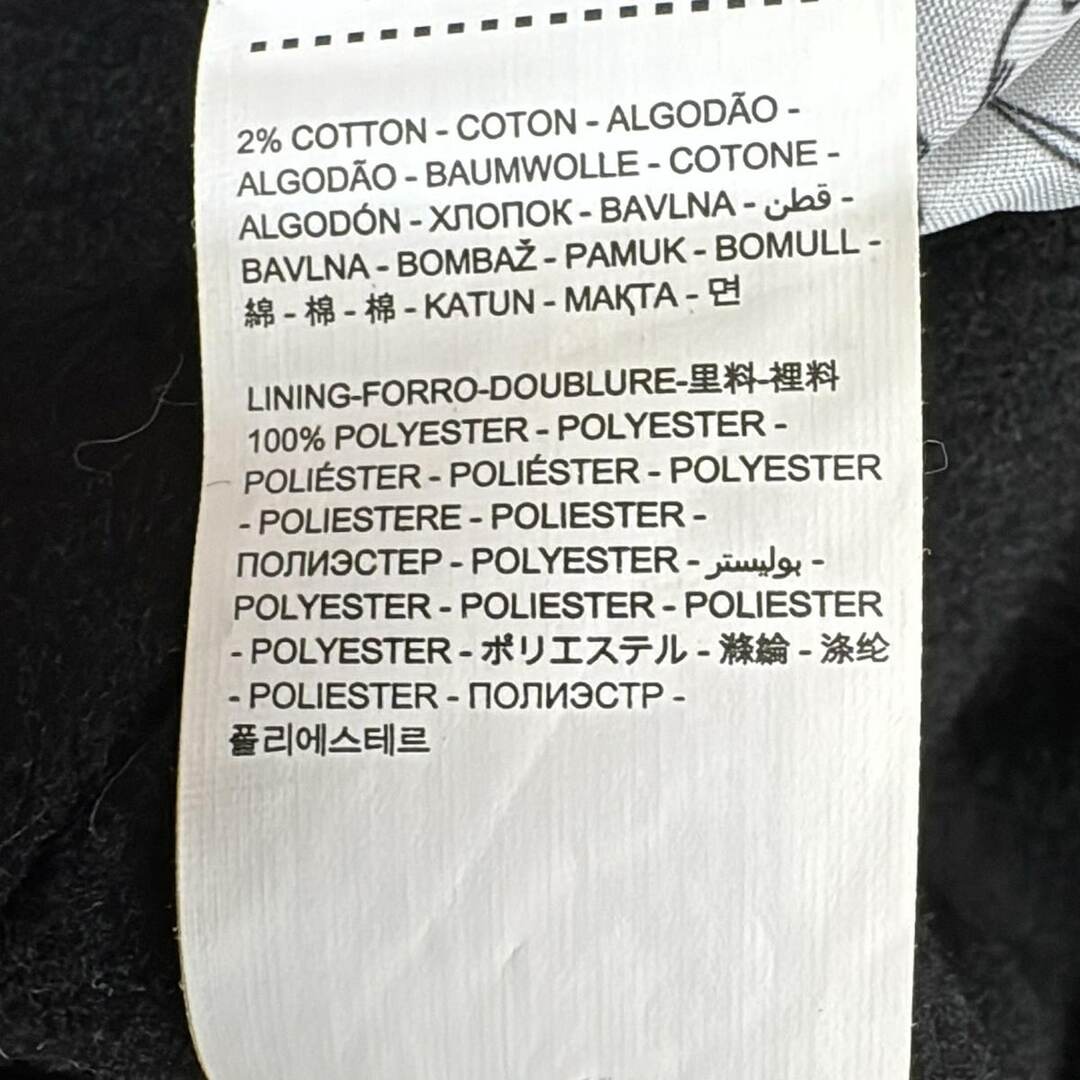 2% COTTON - COTON - ALGODÃO -
ALGODÃO - BAUMWOLLE - COTONE -
ALGODÓN - ХЛОПОК - BAVLNA - قطن -
BAVLNA - BOMBAŽ - PAMUK - BOMULL -
綿 - 棉 - 棉 - KATUN - МАҚТА - 면
LINING-FORRO-DOUBLURE-里料-裡料
100% POLYESTER - POLYESTER -
POLIÉSTER - POLIÉSTER - POLYESTER
- POLIESTERE - POLIESTER -
ПОЛИЭСТЕР - POLYESTER - بوليستر -
POLYESTER - POLIESTER - POLIESTER
- POLYESTER - ポリエステル - 滌綸 - 涤纶
- POLIESTER - ПОЛИЭСТР -
폴리에스테르